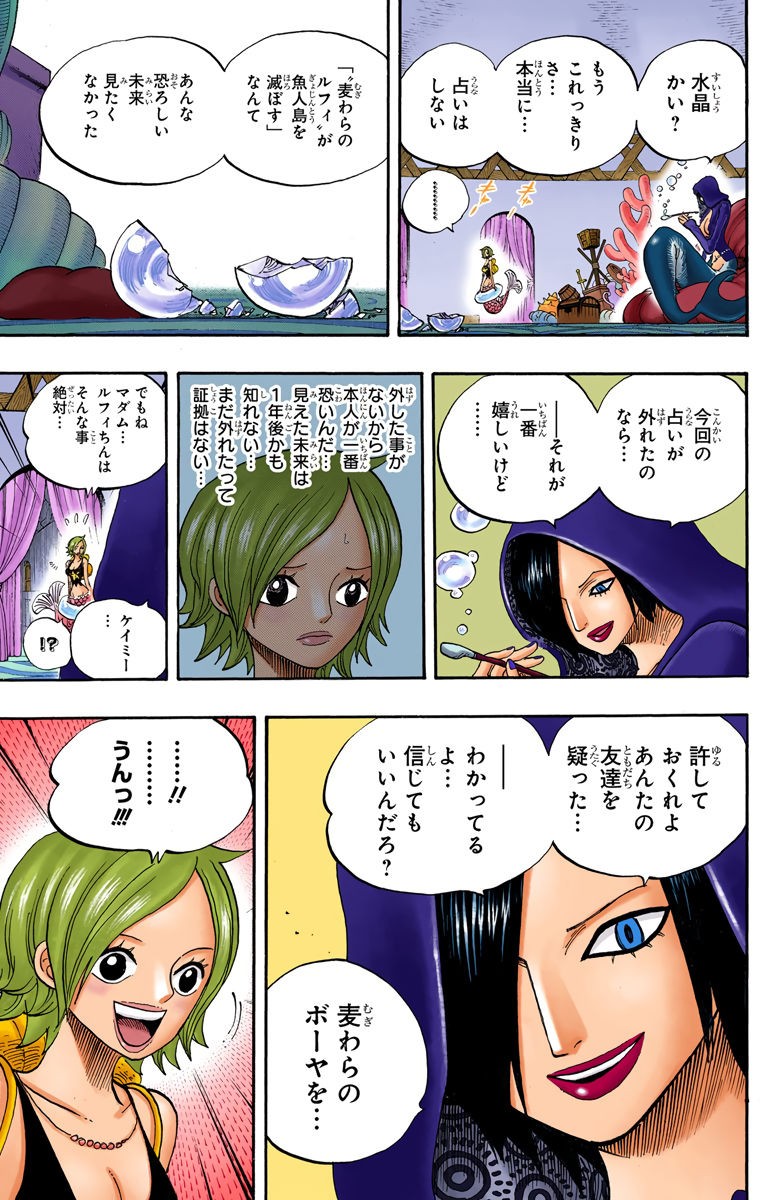 水晶
かい?
もう
これっきり
さ…
本当に…
占いは
しない
…………
キラ
キラ
「“麦わらの
ルフィ”が
魚人島を
滅ぼす」
なんて
あんな
恐ろしい
未来
見たく
なかった
今回の
占いが
外れたの
なら…
──それが
一番
嬉しいけど
……
外した事が
ないから
本人が一番
恐いんだ…
見えた未来は
1年後かも
知れない…
まだ外れたって
証拠はない…
でもね
マダム…
ルフィちんは
そんな事
絶対…
ケイミー
…
!?
許して
おくれよ
あんたの
友達を
疑った…
──
わかってる
よ…
信じても
いいんだろ?
麦わらの
ボーヤを…
………!!
………
うんっ!!!